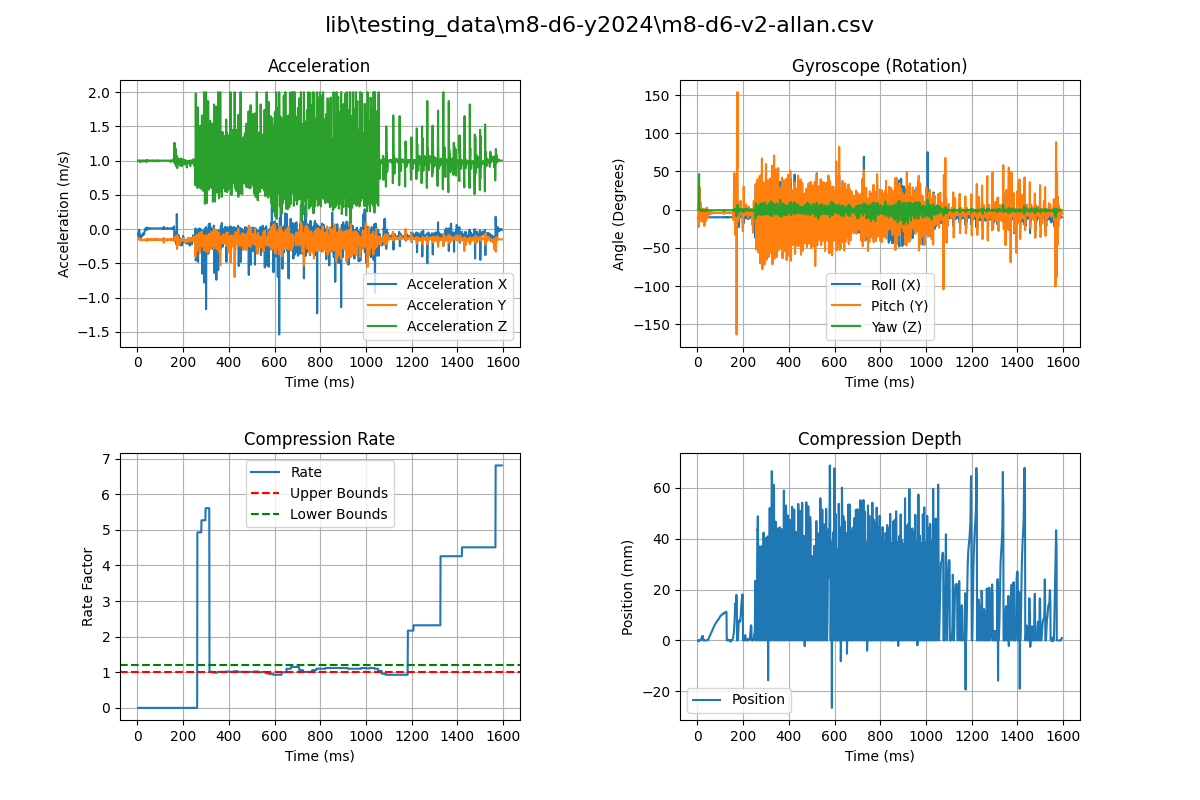 lib\testing_data\m8-d6-y2024\m8-d6-v2-allan.csv
Acceleration
Acceleration (m/s)
2.0
1.5
1.0
0.5
0.0
−0.5
−1.0
−1.5
Acceleration X
Acceleration Y
Acceleration Z
0 200 400 600 800 1000 1200 1400 1600
Time (ms)
Gyroscope (Rotation)
Angle (Degrees)
150
100
50
0
−50
−100
−150
Roll (X)
Pitch (Y)
Yaw (Z)
0 200 400 600 800 1000 1200 1400 1600
Time (ms)
Compression Rate
Rate Factor
7
6
5
4
3
2
1
0
Rate
Upper Bounds
Lower Bounds
0 200 400 600 800 1000 1200 1400 1600
Time (ms)
Compression Depth
Position (mm)
60
40
20
0
−20
Position
0 200 400 600 800 1000 1200 1400 1600
Time (ms)